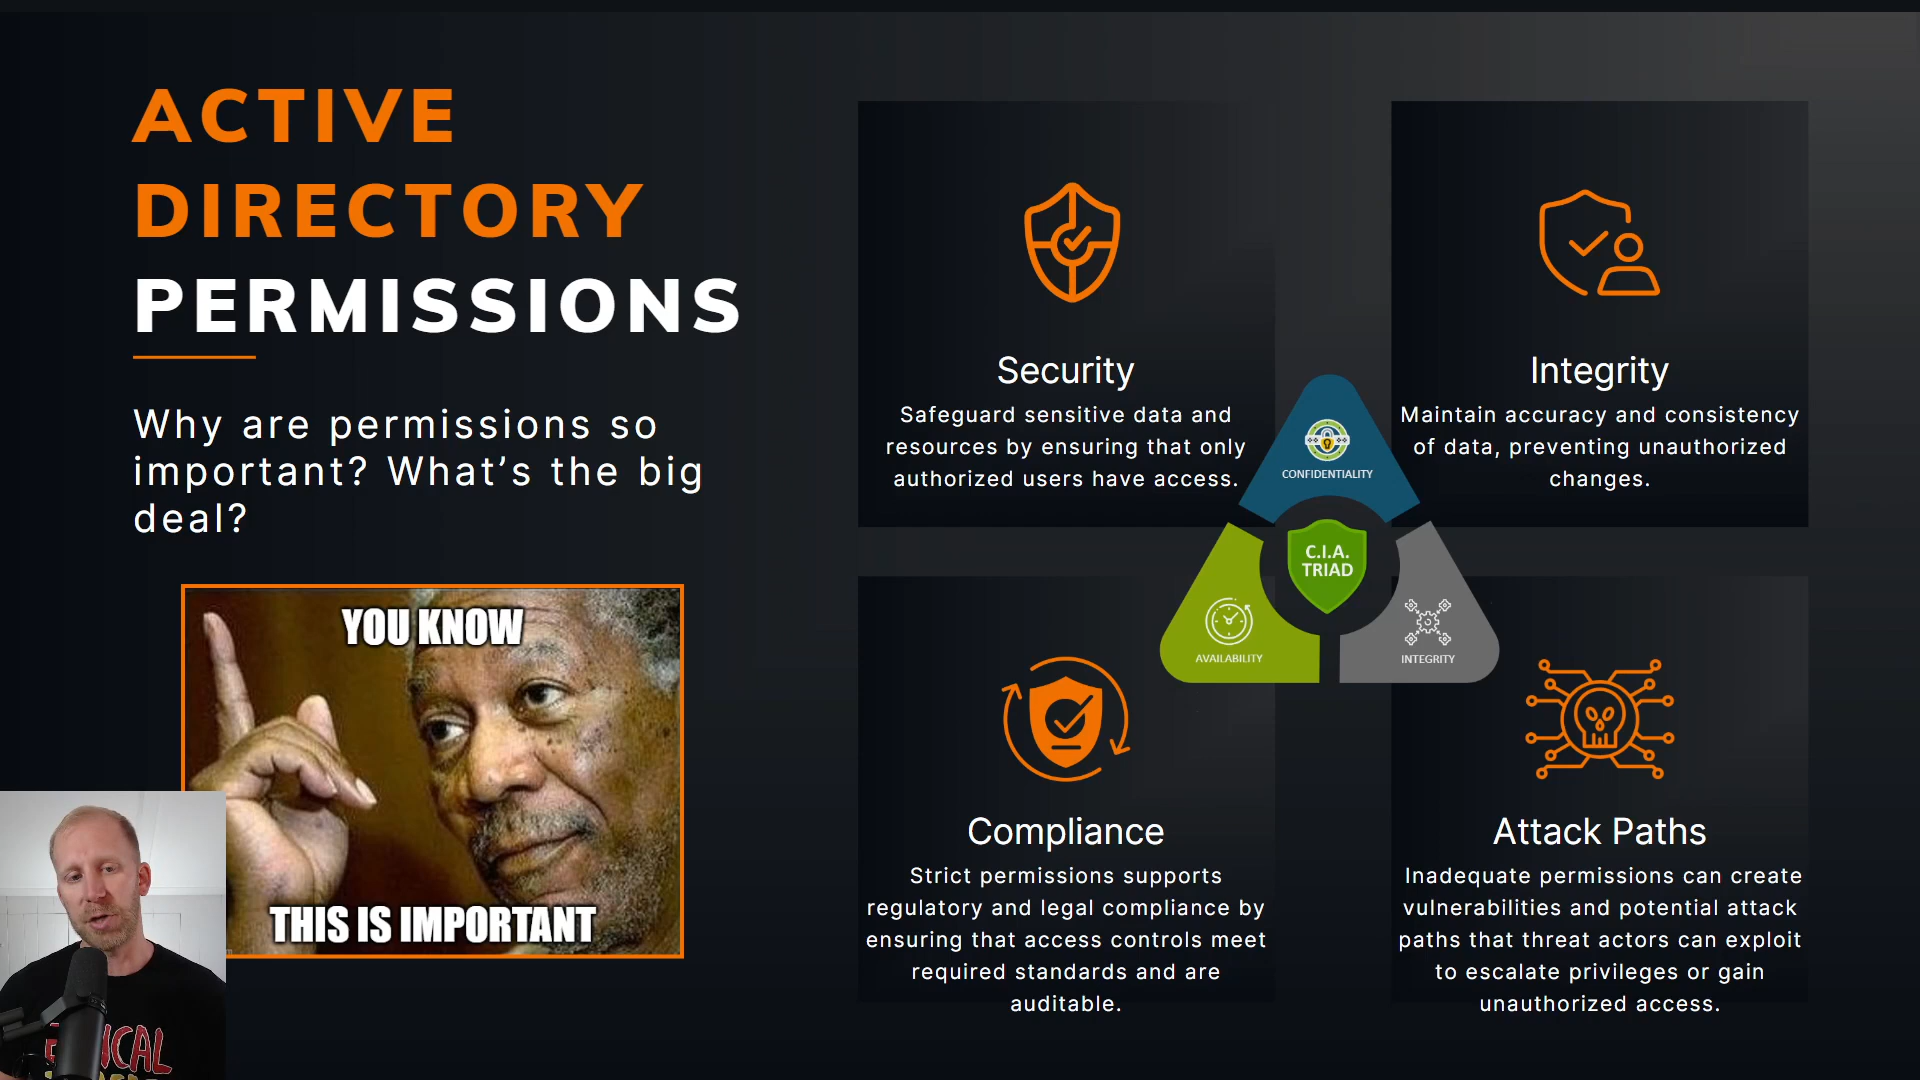 ACTIVE
DIRECTORY
PERMISSIONS
Why are permissions so
important? What's the big
deal?
YOU KNOW
THIS IS IMPORTANT
Security
Safeguard sensitive data and
resources by ensuring that only
authorized users have access.
Integrity
Maintain accuracy and consistency
of data, preventing unauthorized
changes.
CONFIDENTIALITY
C.I.A.
TRIAD
AVAILABILITY
INTEGRITY
Compliance
Strict permissions supports
regulatory and legal compliance by
ensuring that access controls meet
required standards and are
auditable.
Attack Paths
Inadequate permissions can create
vulnerabilities and potential attack
paths that threat actors can exploit
to escalate privileges or gain
unauthorized access.